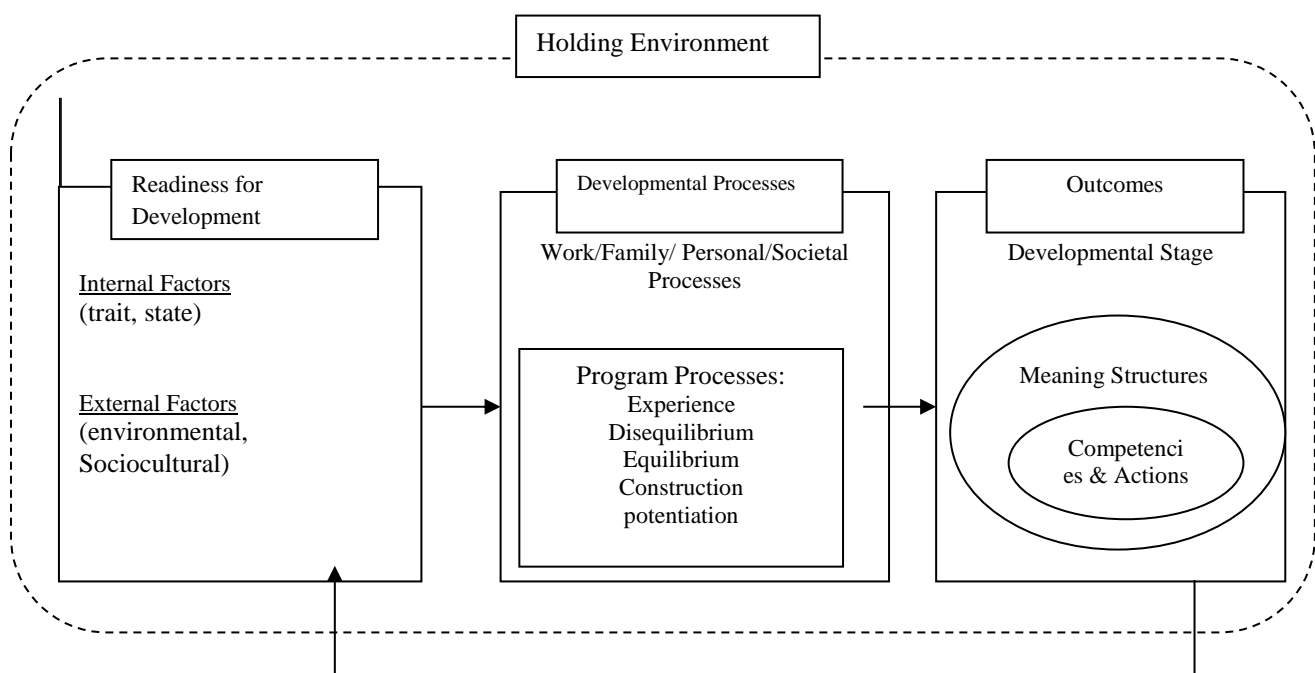 Holding Environment
Readiness for
Development
Internal Factors
(trait, state)
External Factors
(environmental,
Sociocultural)
Developmental Processes
Work/Family/ Personal/Societal
Processes
Program Processes:
Experience
Disequilibrium
Equilibrium
Construction
potentiation
Outcomes
Developmental Stage
Meaning Structures
Competenci
es & Actions